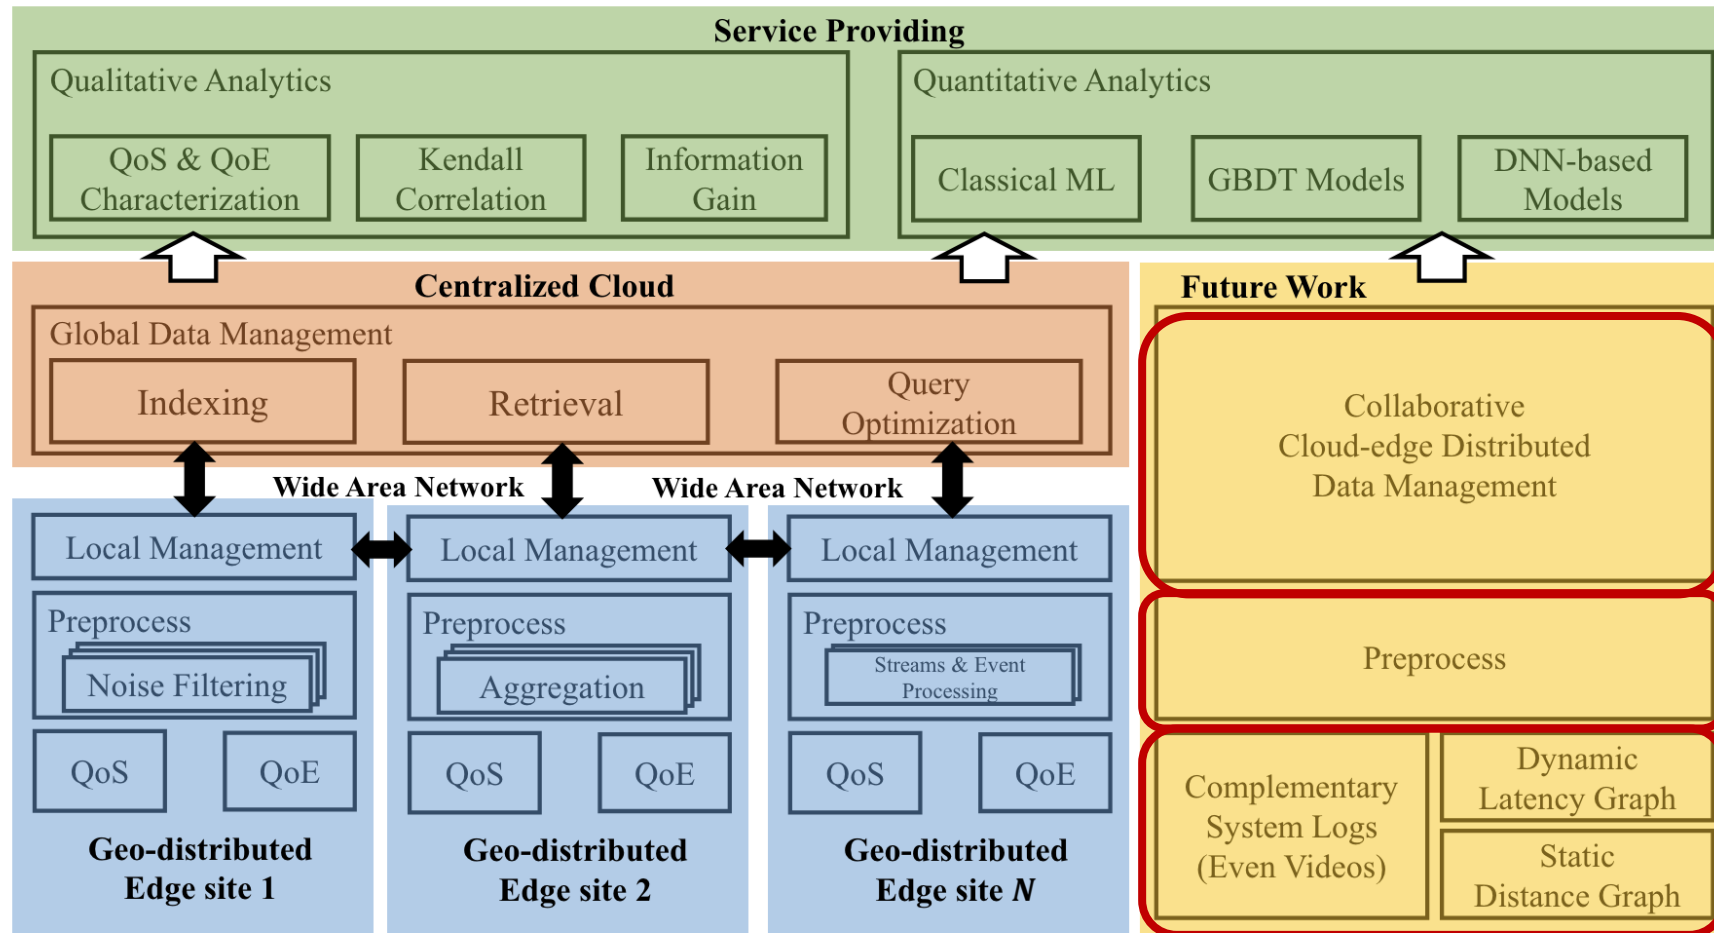 Service Providing
Qualitative Analytics
QoS & QoE
Characterization
Kendall
Correlation
Information
Gain
Quantitative Analytics
Classical ML
GBDT Models
DNN-based
Models
Centralized Cloud
Global Data Management
Indexing
Retrieval
Query
Optimization
Wide Area Network
Wide Area Network
Local Management
Preprocess
Noise Filtering
QoS
QoE
Geo-distributed
Edge site 1
Local Management
Preprocess
Aggregation
QoS
QoE
Geo-distributed
Edge site 2
Local Management
Preprocess
Streams & Event
Processing
QoS
QoE
Geo-distributed
Edge site N
Future Work
Collaborative
Cloud-edge Distributed
Data Management
Preprocess
Complementary
System Logs
(Even Videos)
Dynamic
Latency Graph
Static
Distance Graph